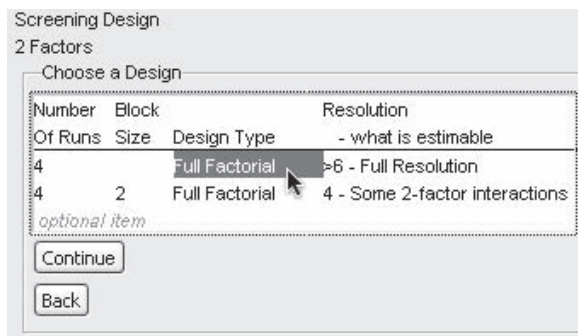 Screening Design
2 Factors
Choose a Design
Number Block Resolution
Of Runs Size Design Type - what is estimable
4 Full Factorial >6 - Full Resolution
4 2 Full Factorial 4 - Some 2-factor interactions
optional item
Continue
Back